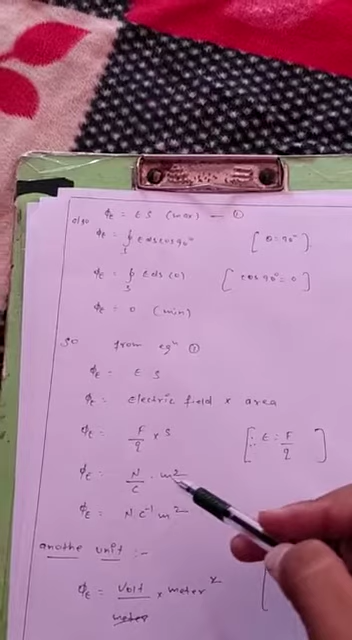 ϕE = ES (max) — ①
also ϕE = ∮S E ds cos 90° [θ = 90°].
ϕE = ∮S E ds (0) [cos 90° = 0]
ϕE = 0 (min)
so from eqn ①
ϕE = E S
ϕE = Electric field × area
ϕE = F/q × S [∵ E = F/q]
ϕE = N/C · m²
ϕE = N C⁻¹ m²
anothe unit :-
ϕE = Volt/meter × meter²